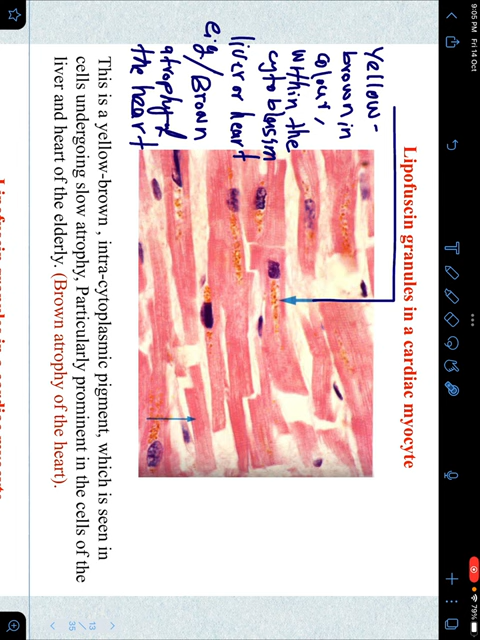 9:05 PM Fri 14 Oct
79%
Lipofuscin granules in a cardiac myocyte
yellow-
brown in
colour,
within the
cytoblasm
liver or heart
e.g/Brown
atrophy of
the heart
This is a yellow-brown , intra-cytoplasmic pigment, which is seen in
cells undergoing slow atrophy. Particularly prominent in the cells of the
liver and heart of the elderly. (Brown atrophy of the heart).
13 / 35